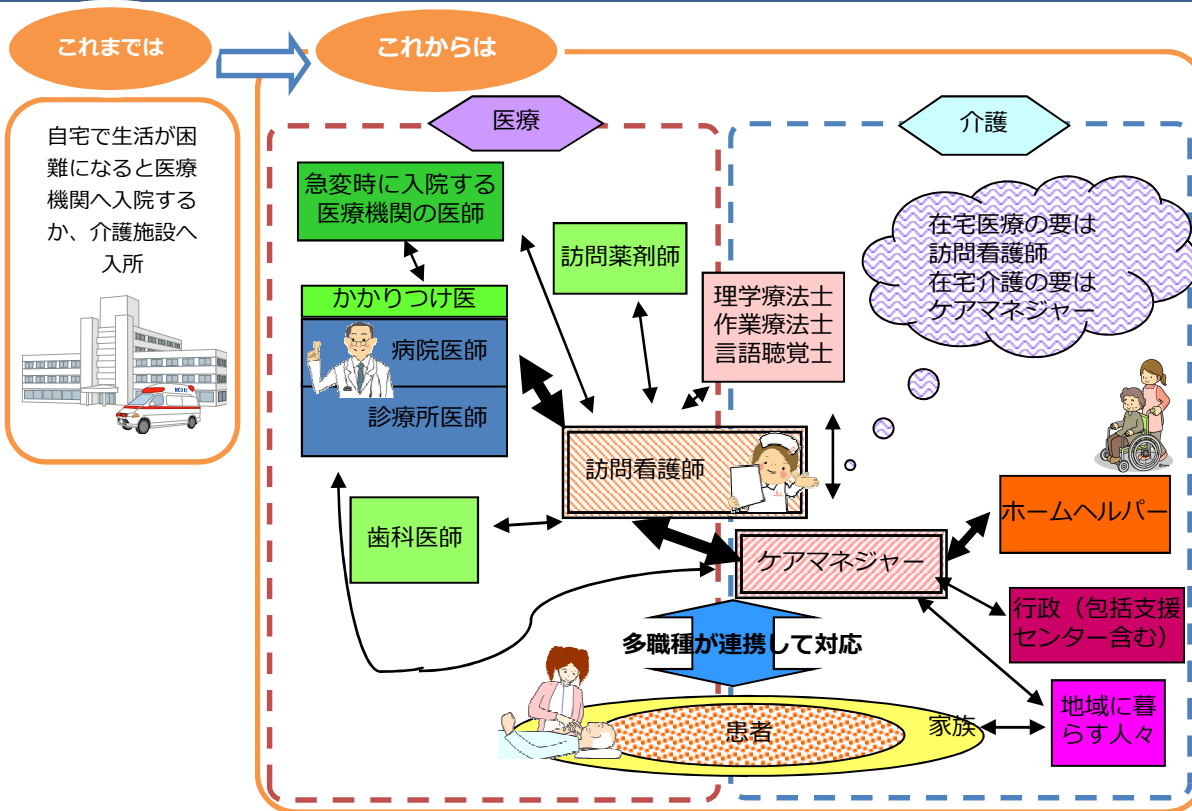 これまでは
これからは
自宅で生活が困
難になると医療
機関へ入院する
か、介護施設へ
入所
医療
介護
急変時に入院する
医療機関の医師
訪問薬剤師
かかりつけ医
病院医師
診療所医師
理学療法士
作業療法士
言語聴覚士
在宅医療の要は
訪問看護師
在宅介護の要は
ケアマネジャー
訪問看護師
歯科医師
ケアマネジャー
ホームヘルパー
行政（包括支援
センター含む）
多職種が連携して対応
地域に暮
らす人々
患者
家族